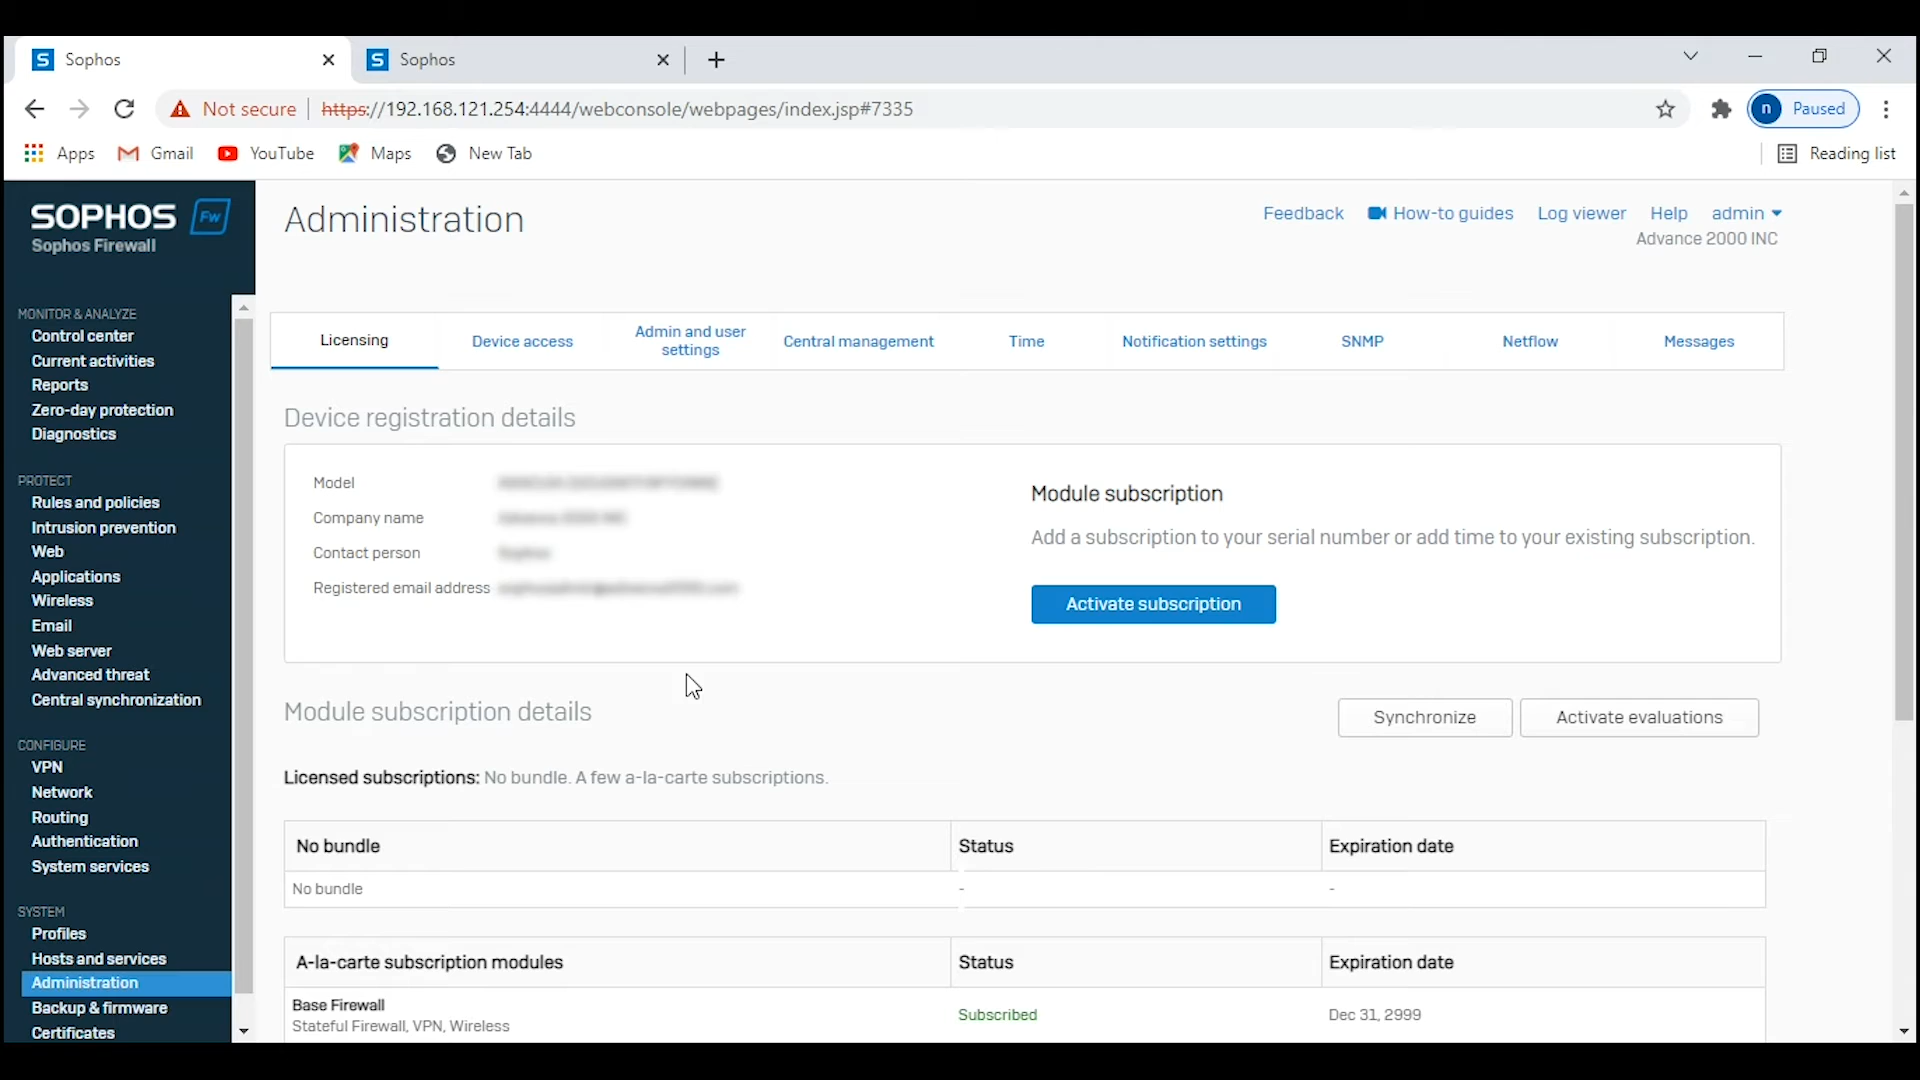 Sophos
Sophos
Not secure https://192.168.121.254:4444/webconsole/webpages/index.jsp#7335
n Paused
Apps Gmail YouTube Maps New Tab Reading list
SOPHOS Fw
Sophos Firewall
Administration
Feedback How-to guides Log viewer Help admin
Advance 2000 INC
MONITOR & ANALYZE
Control center
Current activities
Reports
Zero-day protection
Diagnostics
PROTECT
Rules and policies
Intrusion prevention
Web
Applications
Wireless
Email
Web server
Advanced threat
Central synchronization
CONFIGURE
VPN
Network
Routing
Authentication
System services
SYSTEM
Profiles
Hosts and services
Administration
Backup & firmware
Certificates
Licensing
Device access
Admin and user
settings
Central management
Time
Notification settings
SNMP
Netflow
Messages
Device registration details
Model
Company name
Contact person
Registered email address
Module subscription
Add a subscription to your serial number or add time to your existing subscription.
Activate subscription
Module subscription details
Synchronize
Activate evaluations
Licensed subscriptions: No bundle. A few a-la-carte subscriptions.
No bundle Status Expiration date
No bundle - -
A-la-carte subscription modules Status Expiration date
Base Firewall
Stateful Firewall, VPN, Wireless
Subscribed
Dec 31, 2999